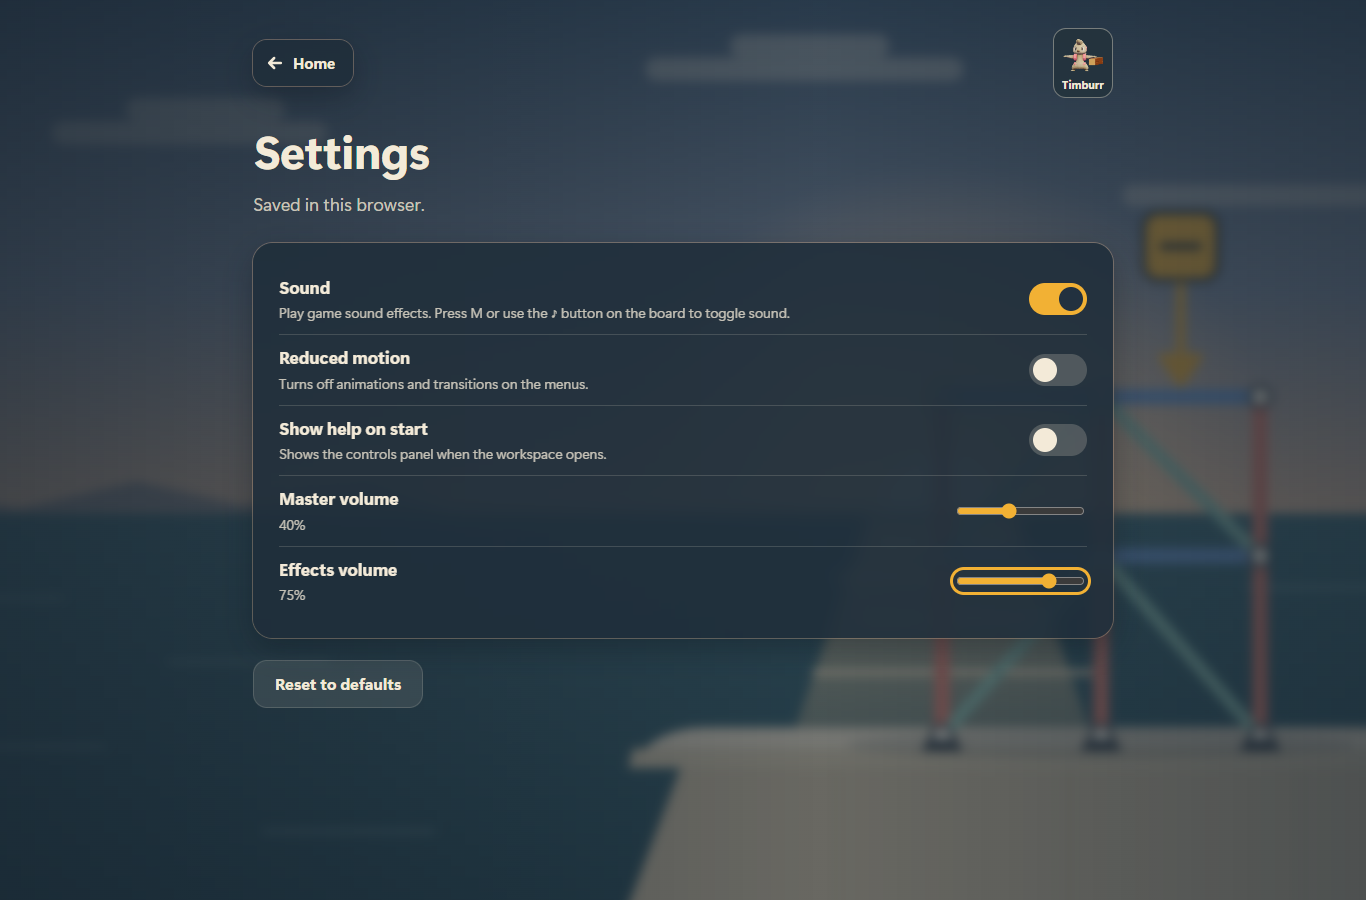 Home
Timburr
Settings
Saved in this browser.
Sound
Play game sound effects. Press M or use the ♪ button on the board to toggle sound.
Reduced motion
Turns off animations and transitions on the menus.
Show help on start
Shows the controls panel when the workspace opens.
Master volume
40%
Effects volume
75%
Reset to defaults